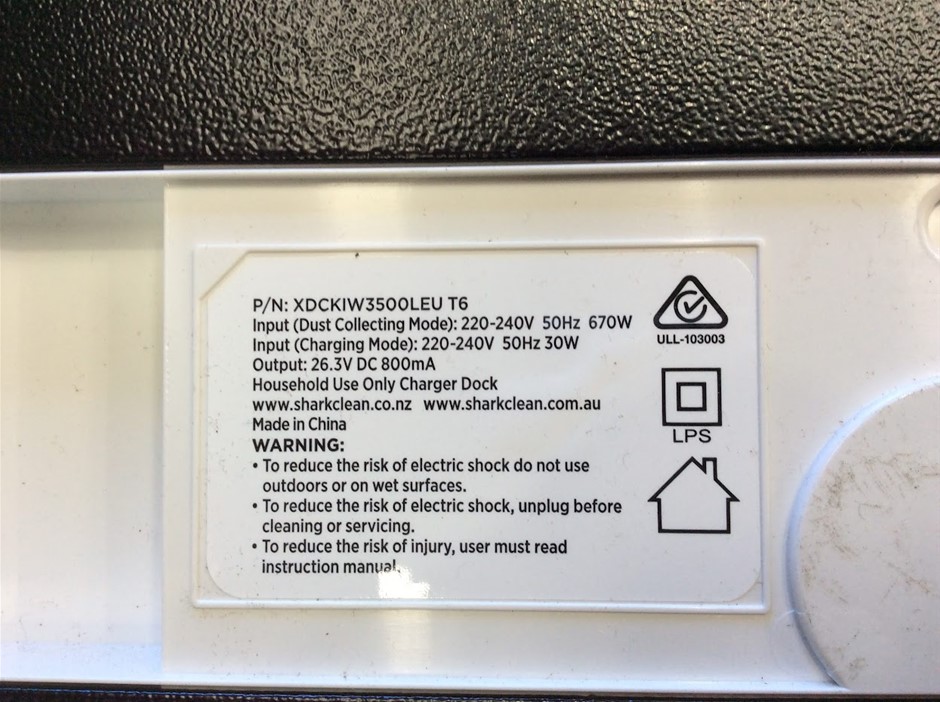 P/N: XDCKIW3500LEU T6
Input (Dust Collecting Mode): 220-240V 50Hz 670W
Input (Charging Mode): 220-240V 50Hz 30W
Output: 26.3V DC 800mA
Household Use Only Charger Dock
www.sharkclean.co.nz www.sharkclean.com.au
Made in China
WARNING:
• To reduce the risk of electric shock do not use
outdoors or on wet surfaces.
• To reduce the risk of electric shock, unplug before
cleaning or servicing.
• To reduce the risk of injury, user must read
instruction manual.
ULL-103003
LPS